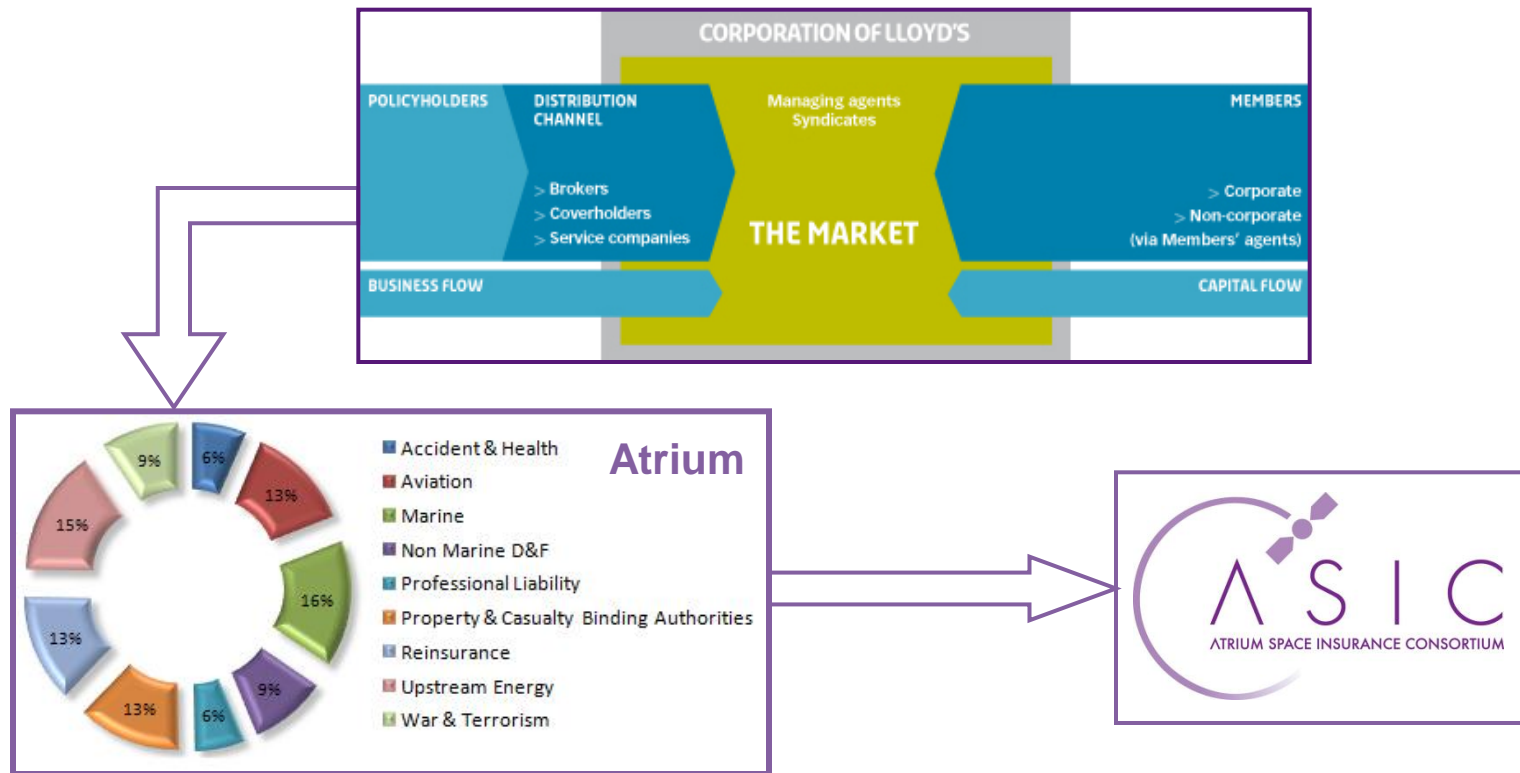 CORPORATION OF LLOYD'S
POLICYHOLDERS
DISTRIBUTION
CHANNEL
> Brokers
> Coverholders
> Service companies
Managing agents
Syndicates
THE MARKET
MEMBERS
> Corporate
> Non-corporate
(via Members' agents)
BUSINESS FLOW
CAPITAL FLOW
Atrium
6%
13%
16%
9%
6%
13%
13%
15%
9%
Accident & Health
Aviation
Marine
Non Marine D&F
Professional Liability
Property & Casualty Binding Authorities
Reinsurance
Upstream Energy
War & Terrorism
ASIC
ATRIUM SPACE INSURANCE CONSORTIUM